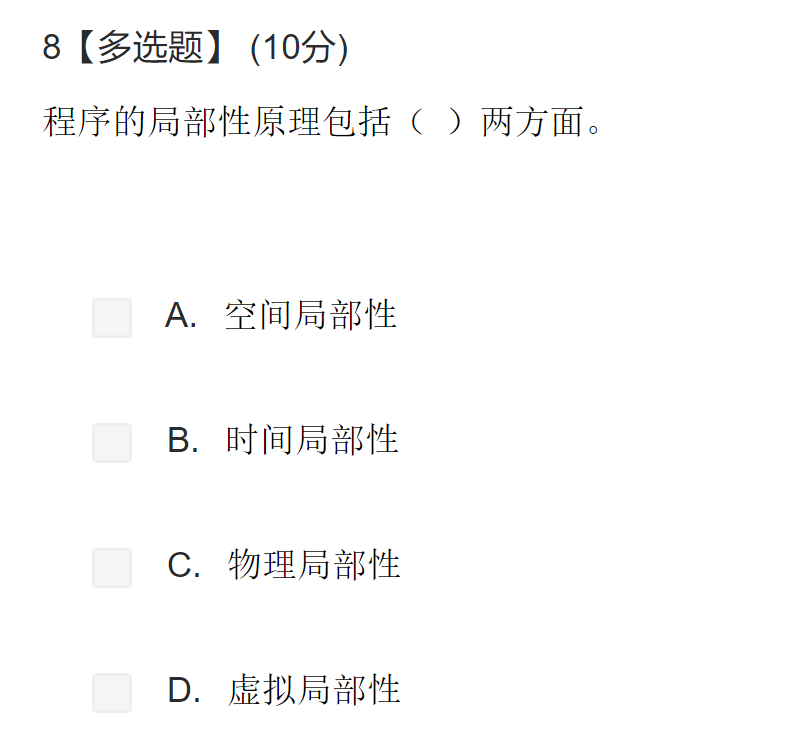 8【多选题】 (10分)
程序的局部性原理包括（ ）两方面。
A. 空间局部性
B. 时间局部性
C. 物理局部性
D. 虚拟局部性